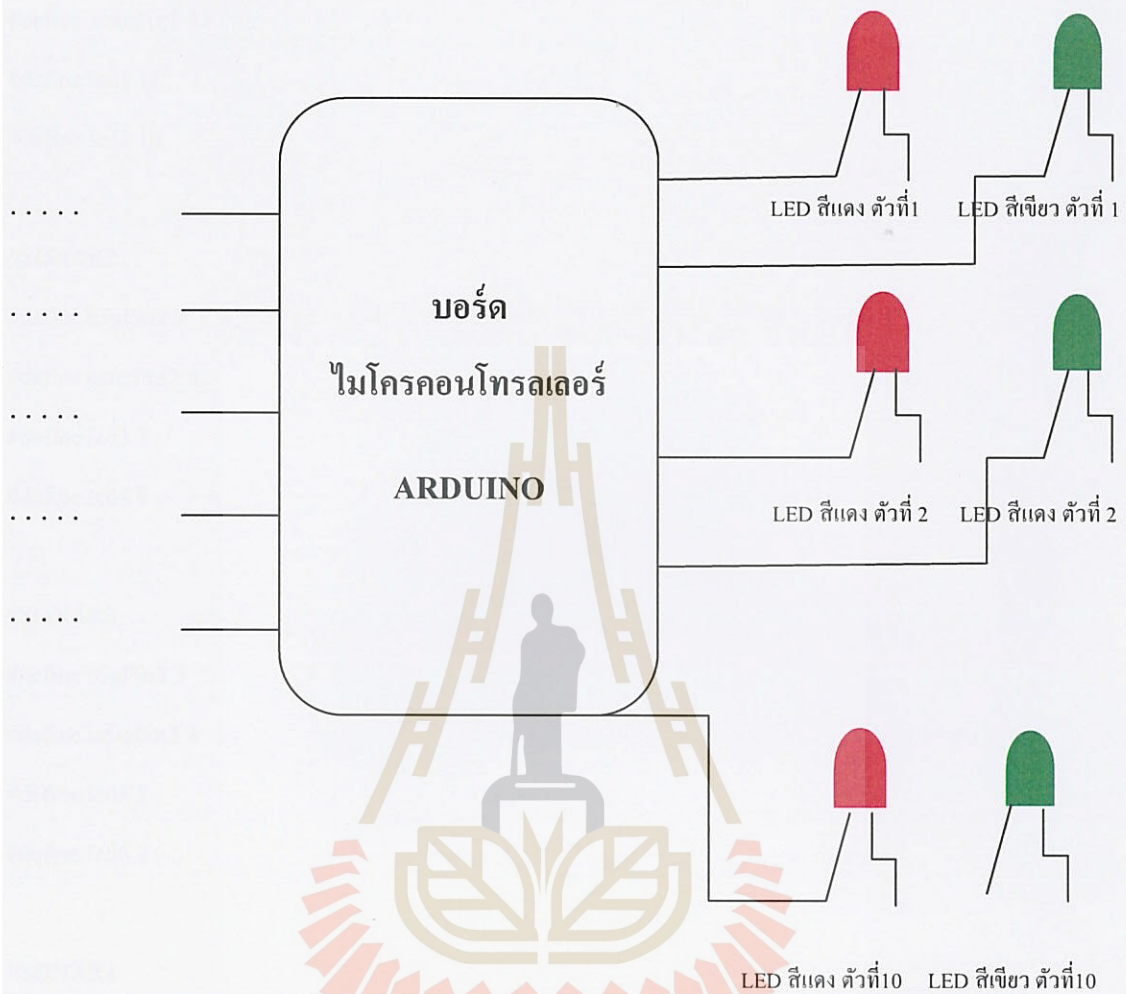 LED สีแดง ตัวที่1 LED สีเขียว ตัวที่ 1
. . . . .
. . . . .
บอร์ด
ไมโครคอนโทรลเลอร์
. . . . .
ARDUINO
. . . . .
LED สีแดง ตัวที่ 2 LED สีแดง ตัวที่ 2
. . . . .
LED สีแดง ตัวที่10 LED สีเขียว ตัวที่10